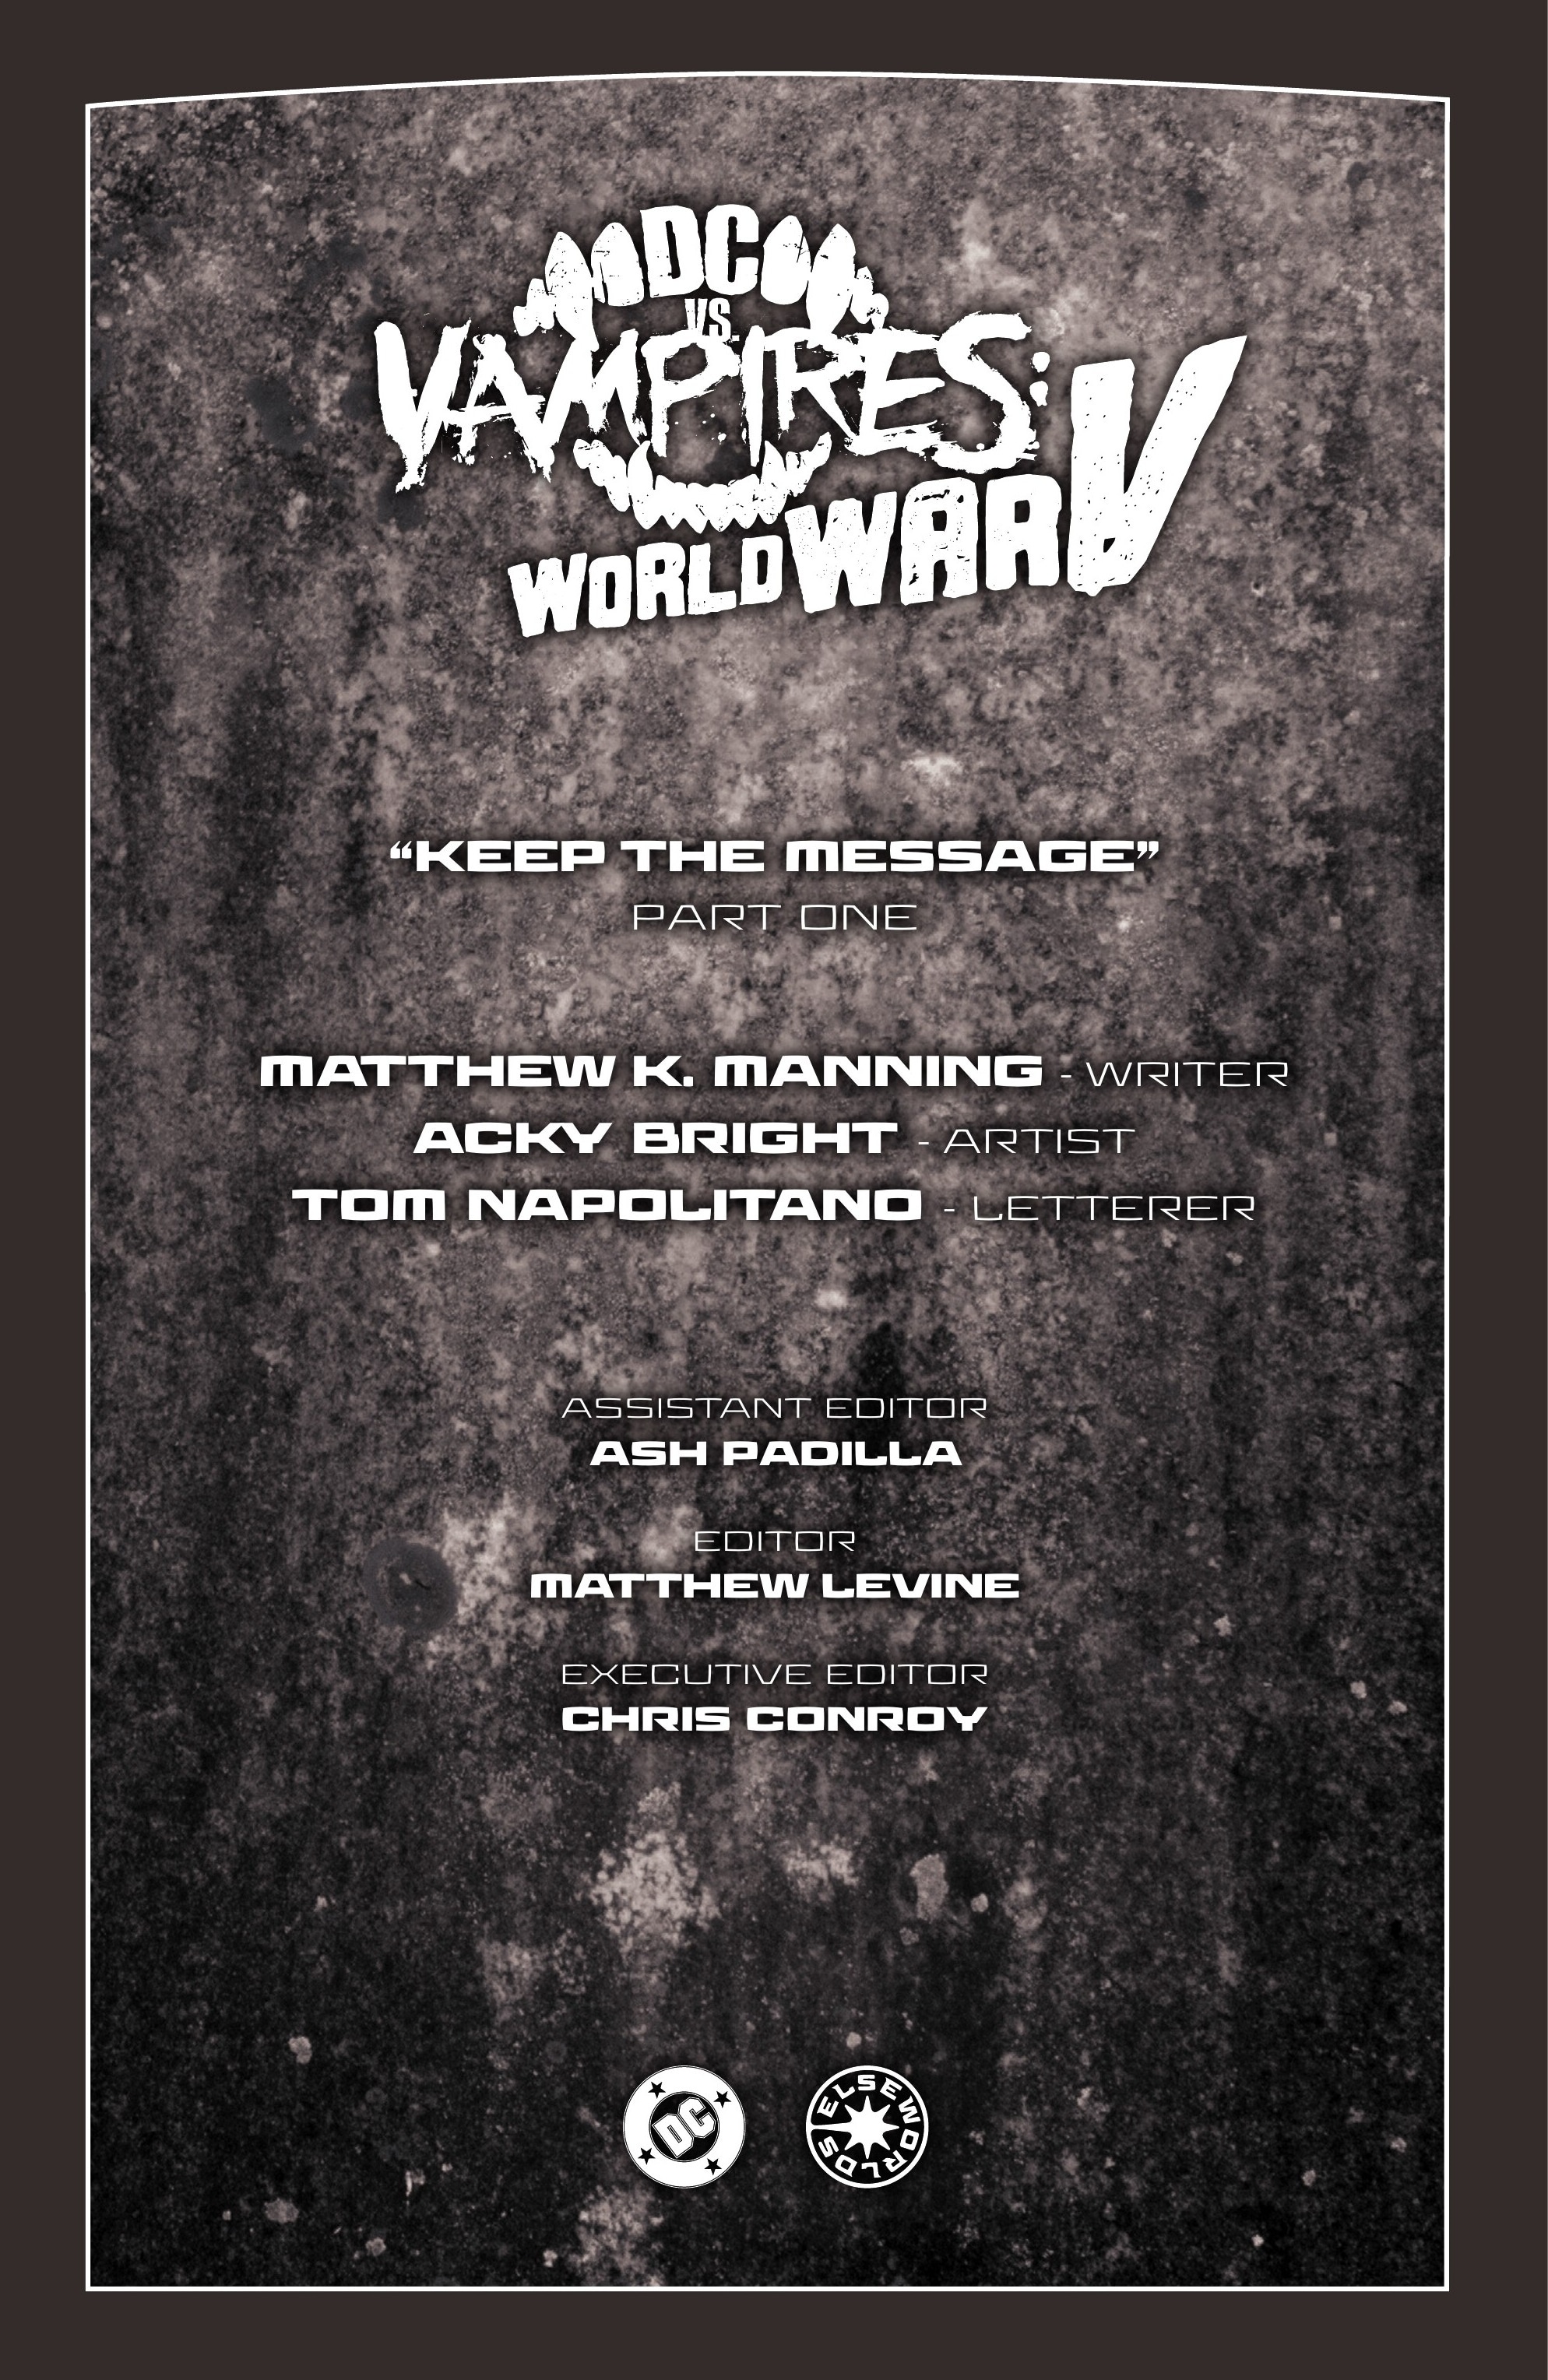 DC
VS.
VAMPIRES:
WORLD WAR V
“KEEP THE MESSAGE”
PART ONE
MATTHEW K. MANNING - WRITER
ACKY BRIGHT - ARTIST
TOM NAPOLITANO - LETTERER
ASSISTANT EDITOR
ASH PADILLA
EDITOR
MATTHEW LEVINE
EXECUTIVE EDITOR
CHRIS CONROY
DC
ELSEWORLDS